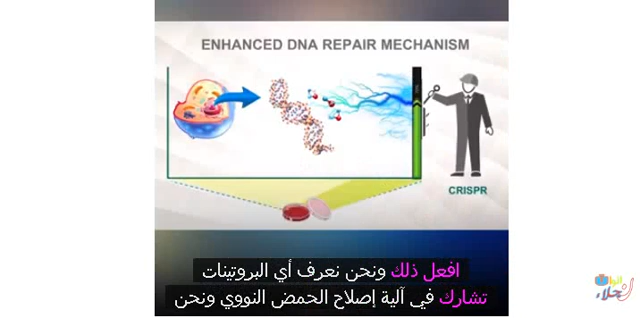 ENHANCED DNA REPAIR MECHANISM
CRISPR
افعل ذلك ونحن نعرف أي البروتينات
تشارك في آلية إصلاح الحمض النووي ونحن